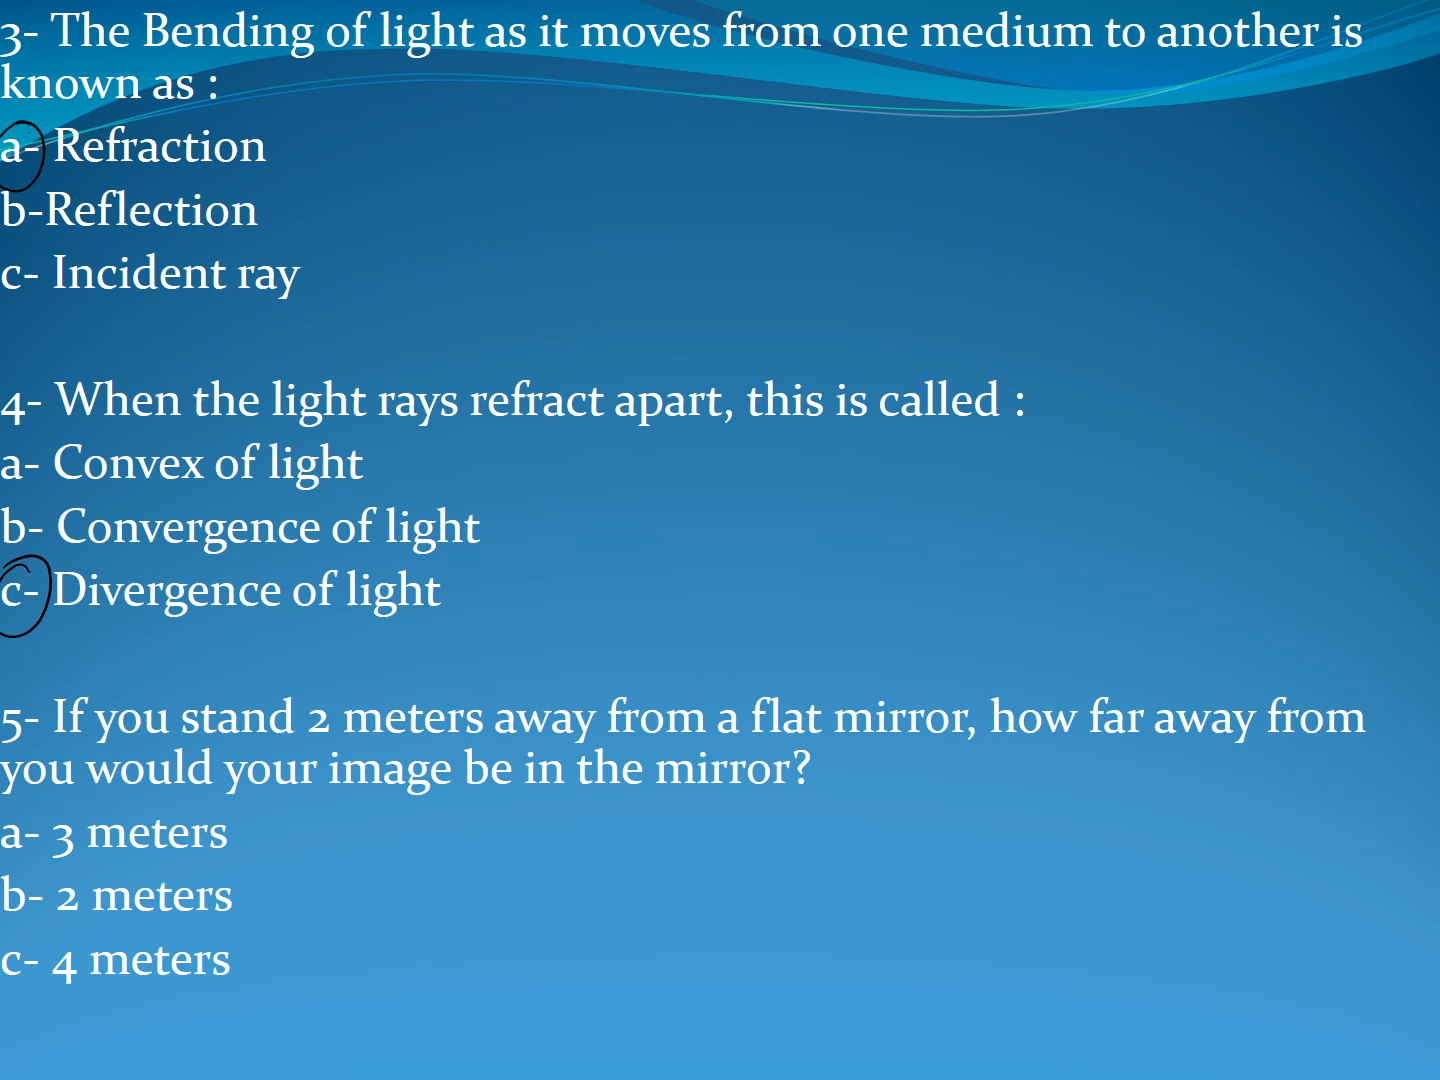 3- The Bending of light as it moves from one medium to another is
known as :
a- Refraction
b-Reflection
c- Incident ray
4- When the light rays refract apart, this is called :
a- Convex of light
b- Convergence of light
c- Divergence of light
5- If you stand 2 meters away from a flat mirror, how far away from
you would your image be in the mirror?
a- 3 meters
b- 2 meters
c- 4 meters